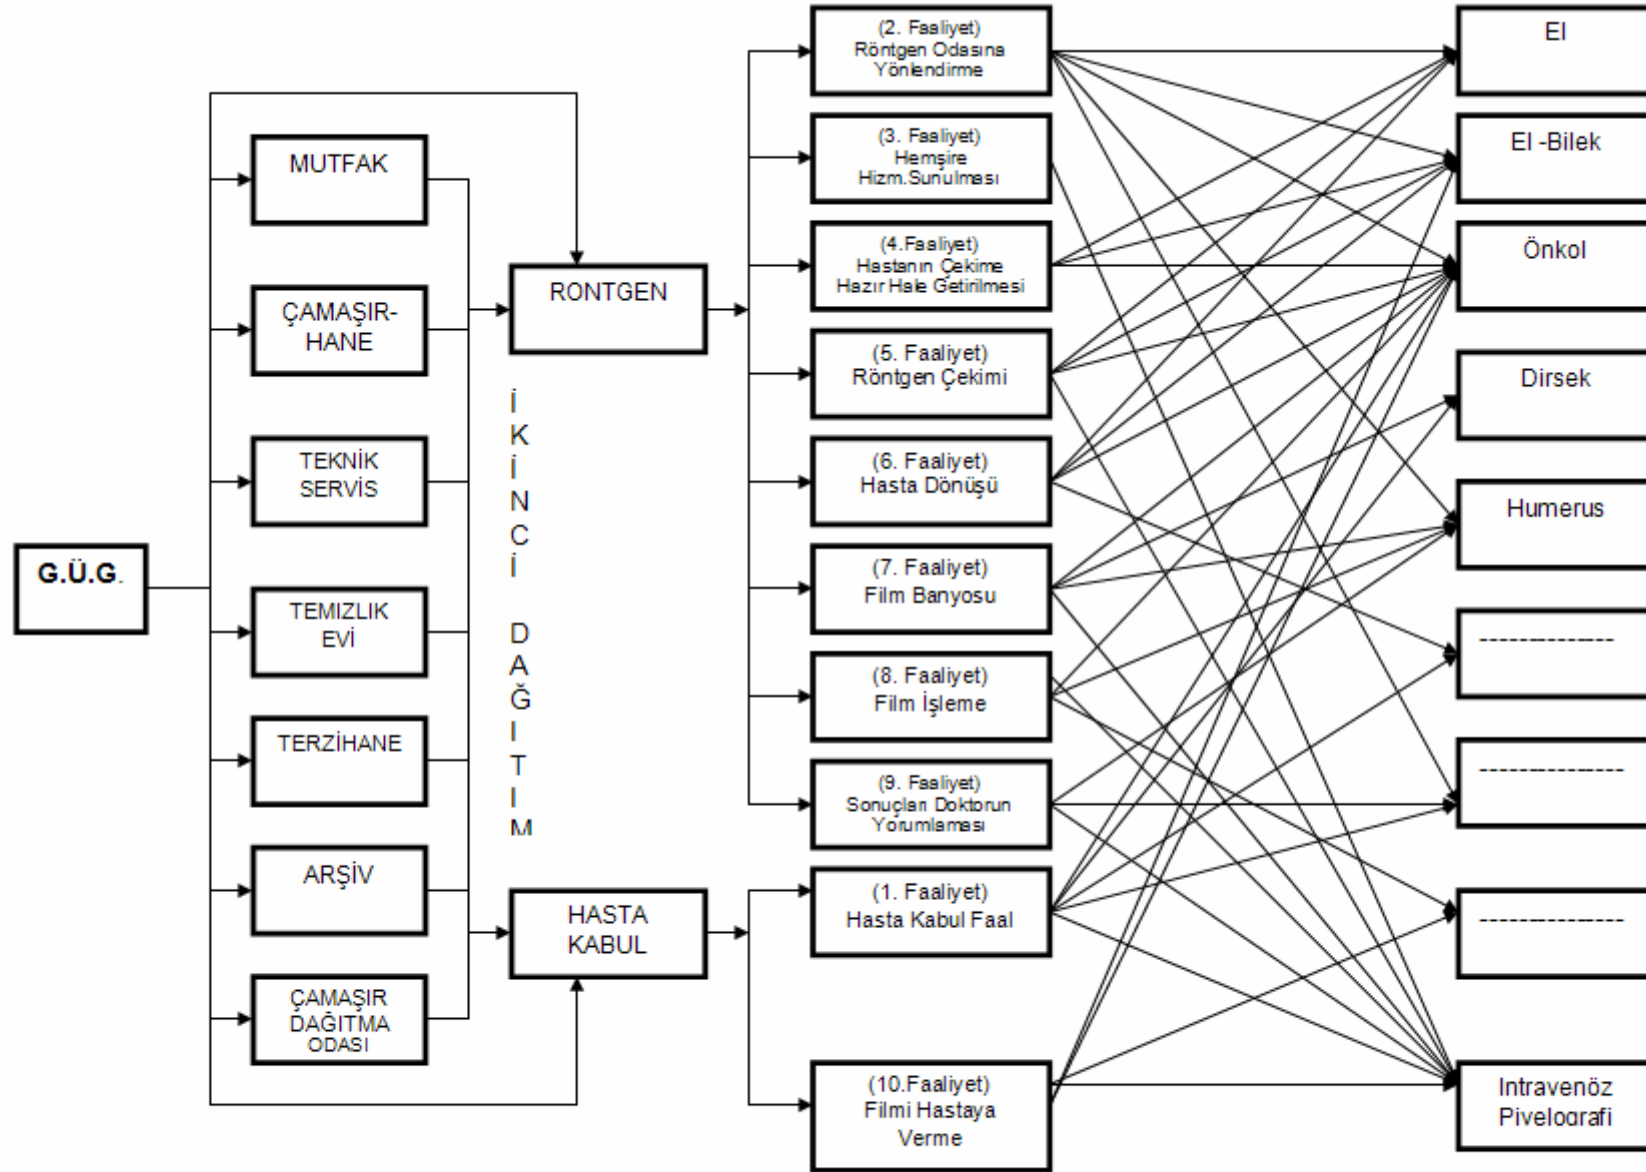 G.Ü.G.
MUTFAK
ÇAMAŞIR-
HANE
TEKNİK
SERVİS
TEMIZLIK
EVİ
TERZİHANE
ARŞİV
ÇAMAŞIR
DAĞITMA
ODASI
RONTGEN
İ
K
İ
N
C
İ
D
A
Ğ
I
T
I
M
HASTA
KABUL
(2. Faaliyet)
Röntgen Odasına
Yönlendirme
(3. Faaliyet)
Hemşire
Hizm.Sunulması
(4.Faaliyet)
Hastanın Çekime
Hazır Hale Getirilmesi
(5. Faaliyet)
Röntgen Çekimi
(6. Faaliyet)
Hasta Dönüşü
(7. Faaliyet)
Film Banyosu
(8. Faaliyet)
Film İşleme
(9. Faaliyet)
Sonuçları Doktorun
Yorumlaması
(1. Faaliyet)
Hasta Kabul Faal
(10.Faaliyet)
Filmi Hastaya
Verme
El
El -Bilek
Önkol
Dirsek
Humerus
---------------
----------------
----------------
Intravenöz
Pivelografi